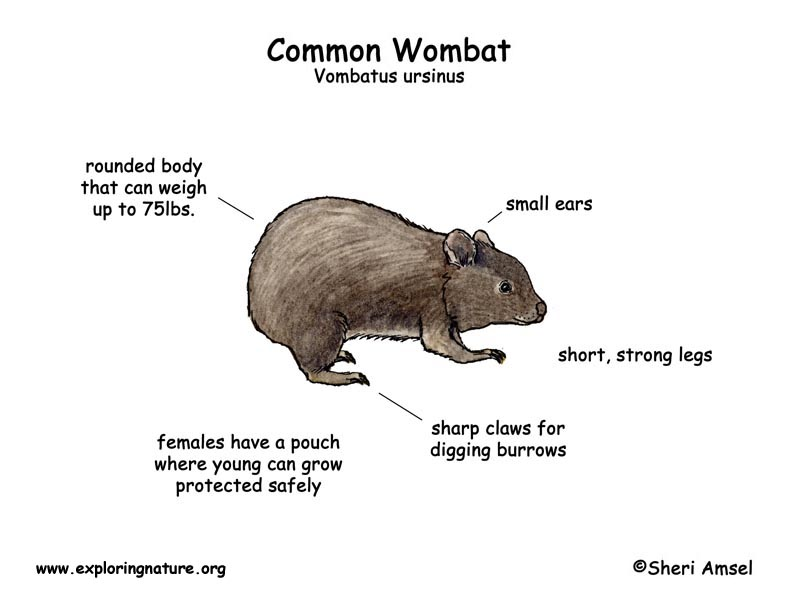 Common Wombat
Vombatus ursinus
rounded body
that can weigh
up to 75lbs.
small ears
short, strong legs
sharp claws for
digging burrows
females have a pouch
where young can grow
protected safely
www.exploringnature.org
©Sheri Amsel